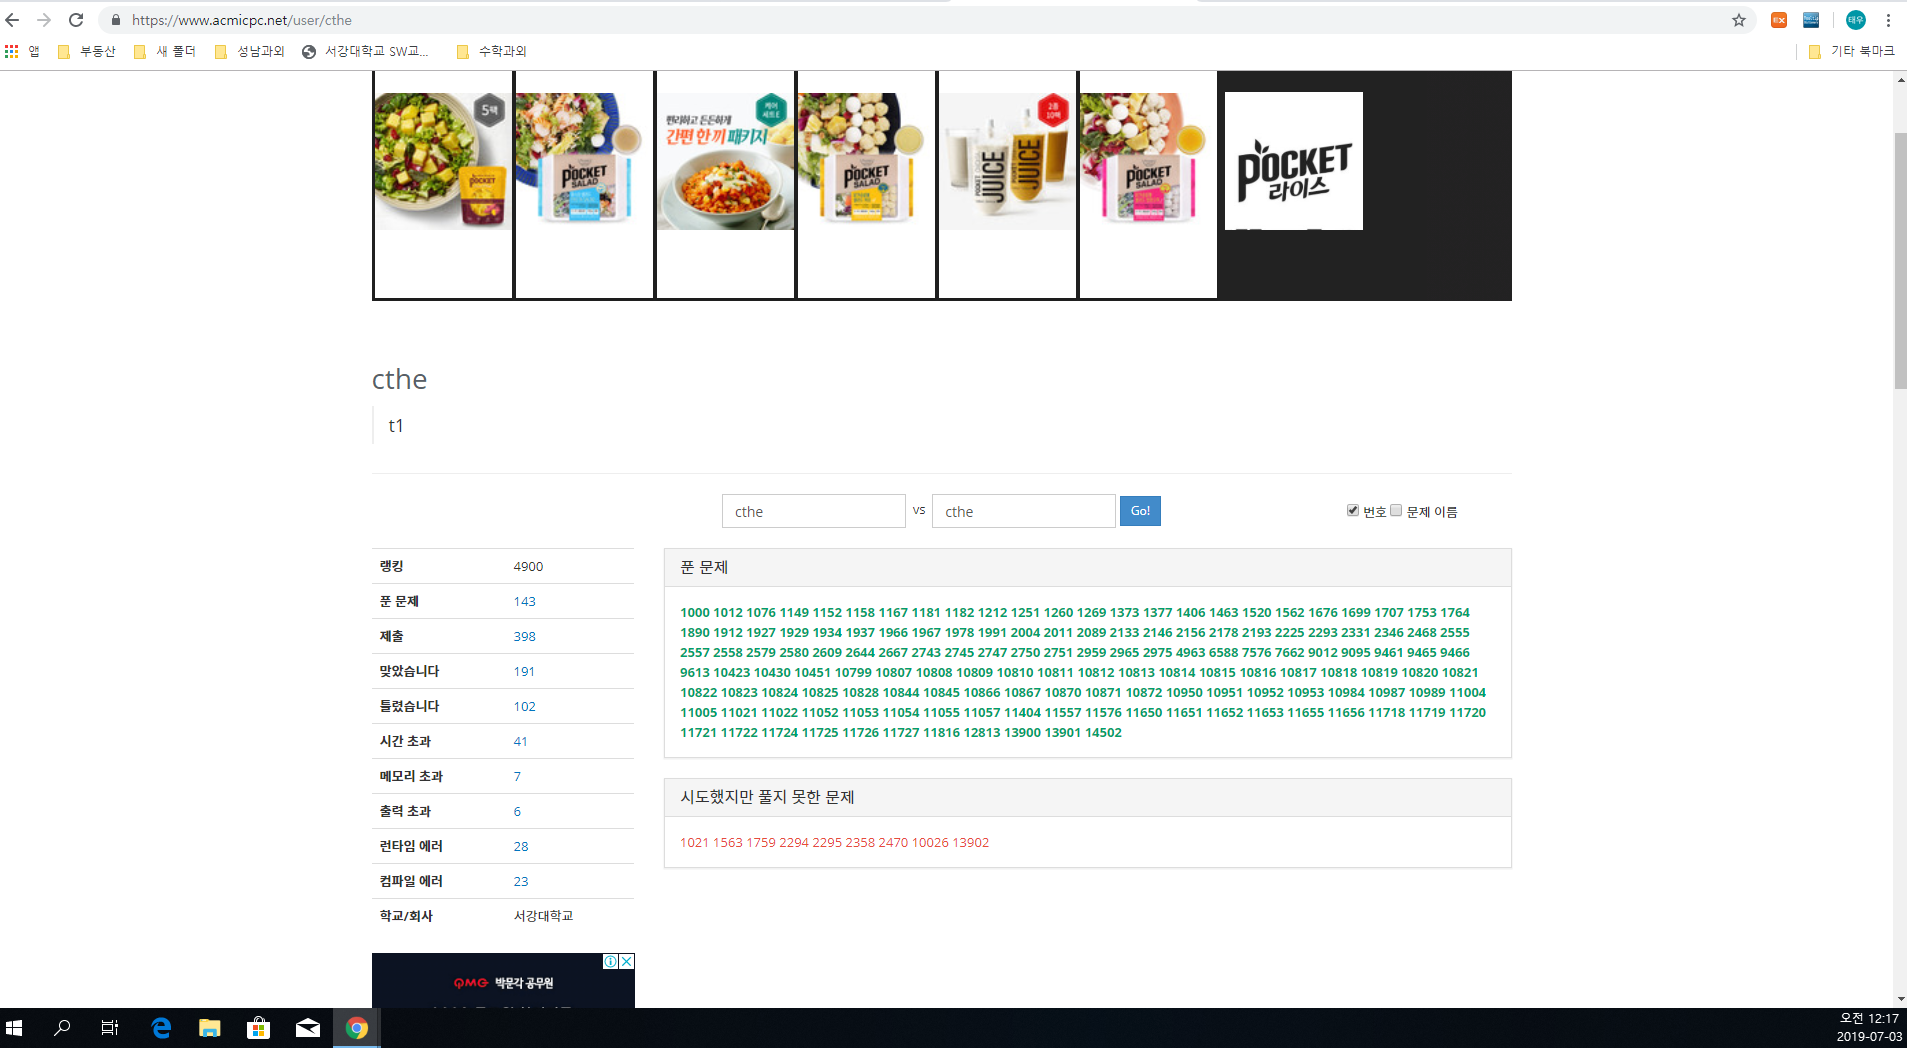 https://www.acmicpc.net/user/cthe
태우
앱 부동산 새 폴더 성남과외 서강대학교 SW교... 수학과외 기타 북마크
5팩
POCKET
POCKET SALAD
케어 세트E
편리하고 든든하게
간편 한 끼 패키지
POCKET SALAD
2종 10팩
JUICE
JUICE
POCKET SALAD
POCKET
라이스
cthe
t1
cthe vs cthe Go! 번호 문제 이름
랭킹 4900
푼 문제 143
제출 398
맞았습니다 191
틀렸습니다 102
시간 초과 41
메모리 초과 7
출력 초과 6
런타임 에러 28
컴파일 에러 23
학교/회사 서강대학교
푼 문제
1000 1012 1076 1149 1152 1158 1167 1181 1182 1212 1251 1260 1269 1373 1377 1406 1463 1520 1562 1676 1699 1707 1753 1764
1890 1912 1927 1929 1934 1937 1966 1967 1978 1991 2004 2011 2089 2133 2146 2156 2178 2193 2225 2293 2331 2346 2468 2555
2557 2558 2579 2580 2609 2644 2667 2743 2745 2747 2750 2751 2959 2965 2975 4963 6588 7576 7662 9012 9095 9461 9465 9466
9613 10423 10430 10451 10799 10807 10808 10809 10810 10811 10812 10813 10814 10815 10816 10817 10818 10819 10820 10821
10822 10823 10824 10825 10828 10844 10845 10866 10867 10870 10871 10872 10950 10951 10952 10953 10984 10987 10989 11004
11005 11021 11022 11052 11053 11054 11055 11057 11404 11557 11576 11650 11651 11652 11653 11655 11656 11718 11719 11720
11721 11722 11724 11725 11726 11727 11816 12813 13900 13901 14502
시도했지만 풀지 못한 문제
1021 1563 1759 2294 2295 2358 2470 10026 13902
박문각 공무원
오전 12:17
2019-07-03